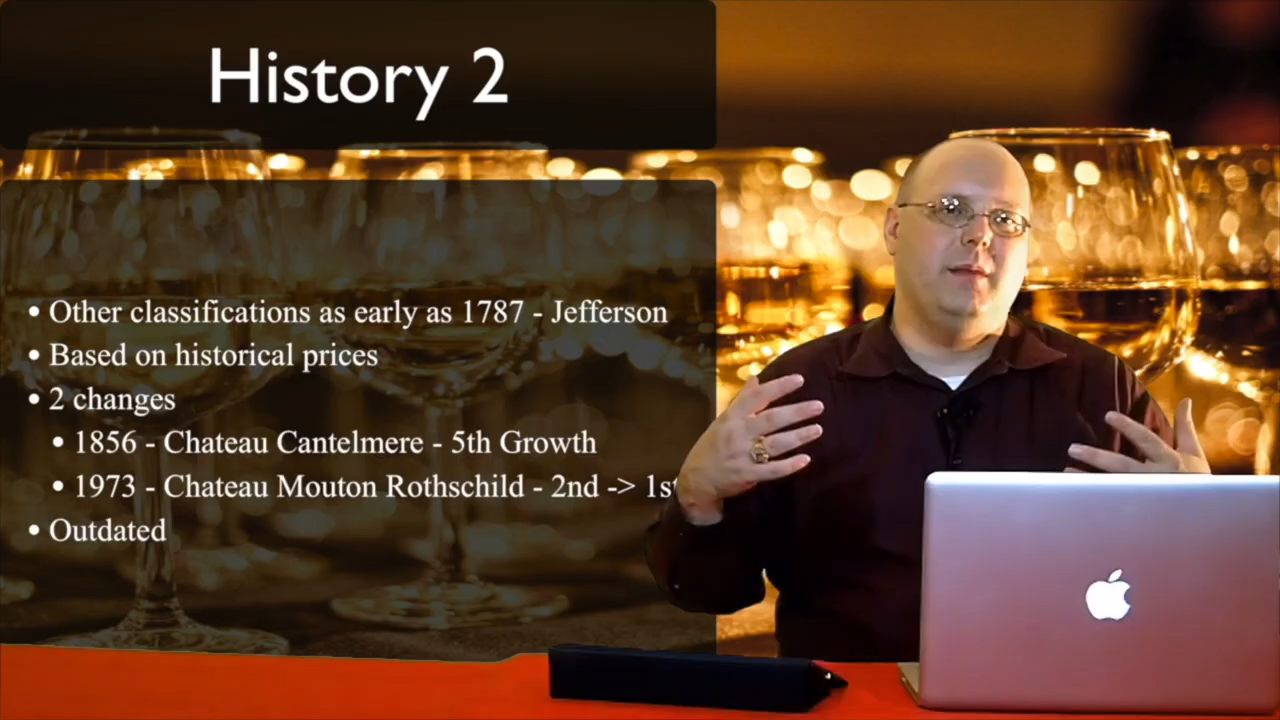 History 2
• Other classifications as early as 1787 - Jefferson
• Based on historical prices
• 2 changes
• 1856 - Chateau Cantelmere - 5th Growth
• 1973 - Chateau Mouton Rothschild - 2nd -> 1st
• Outdated